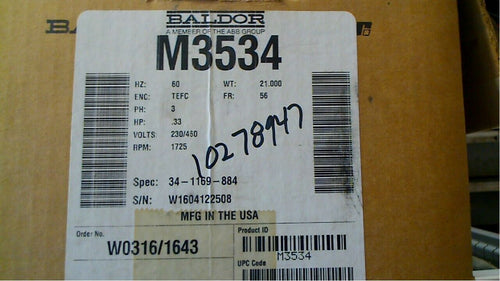 BALDOR
A MEMBER OF THE ABB GROUP
M3534
HZ: 60 WT: 21.000
ENC: TEFC FR: 56
PH: 3
HP: .33
VOLTS: 230/460
RPM: 1725
10278947
Spec: 34-1169-884
S/N: W1604122508
MFG IN THE USA
Order No. Product ID
W0316/1643
M3534
UPC Code